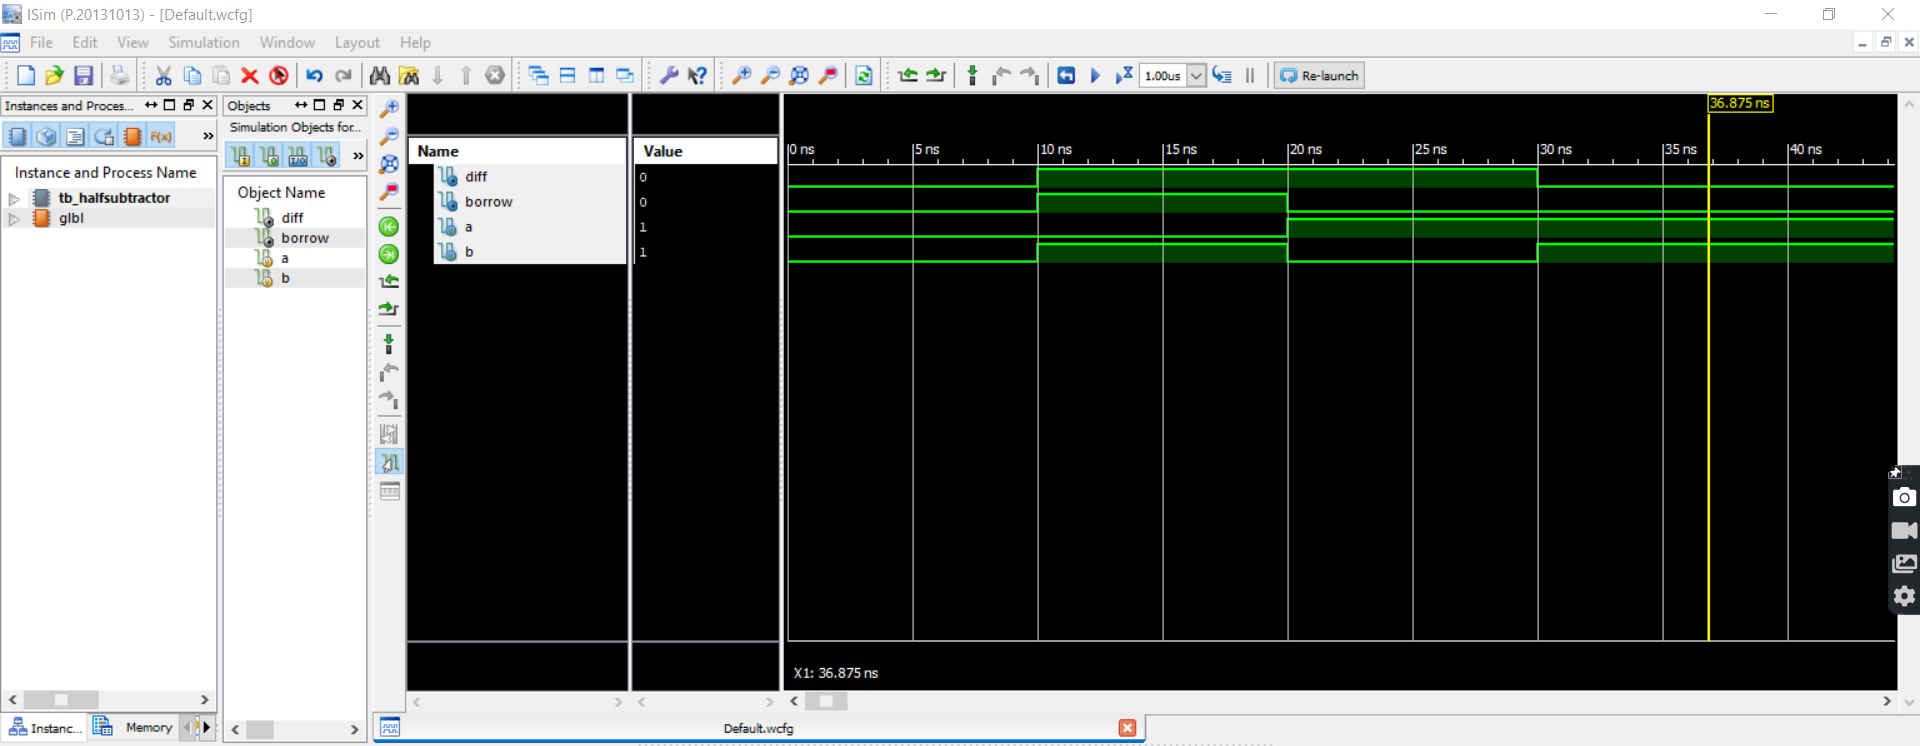 ISim (P.20131013) - [Default.wcfg]
File Edit View Simulation Window Layout Help
1.00us Re-launch
Instances and Proces...
F(x)
Instance and Process Name
tb_halfsubtractor
glbl
Instanc... Memory
Objects
Simulation Objects for...
I O I/O
Object Name
diff
borrow
a
b
Name Value
diff 0
borrow 0
a 1
b 1
36.875 ns
0 ns 5 ns 10 ns 15 ns 20 ns 25 ns 30 ns 35 ns 40 ns
X1: 36.875 ns
Default.wcfg